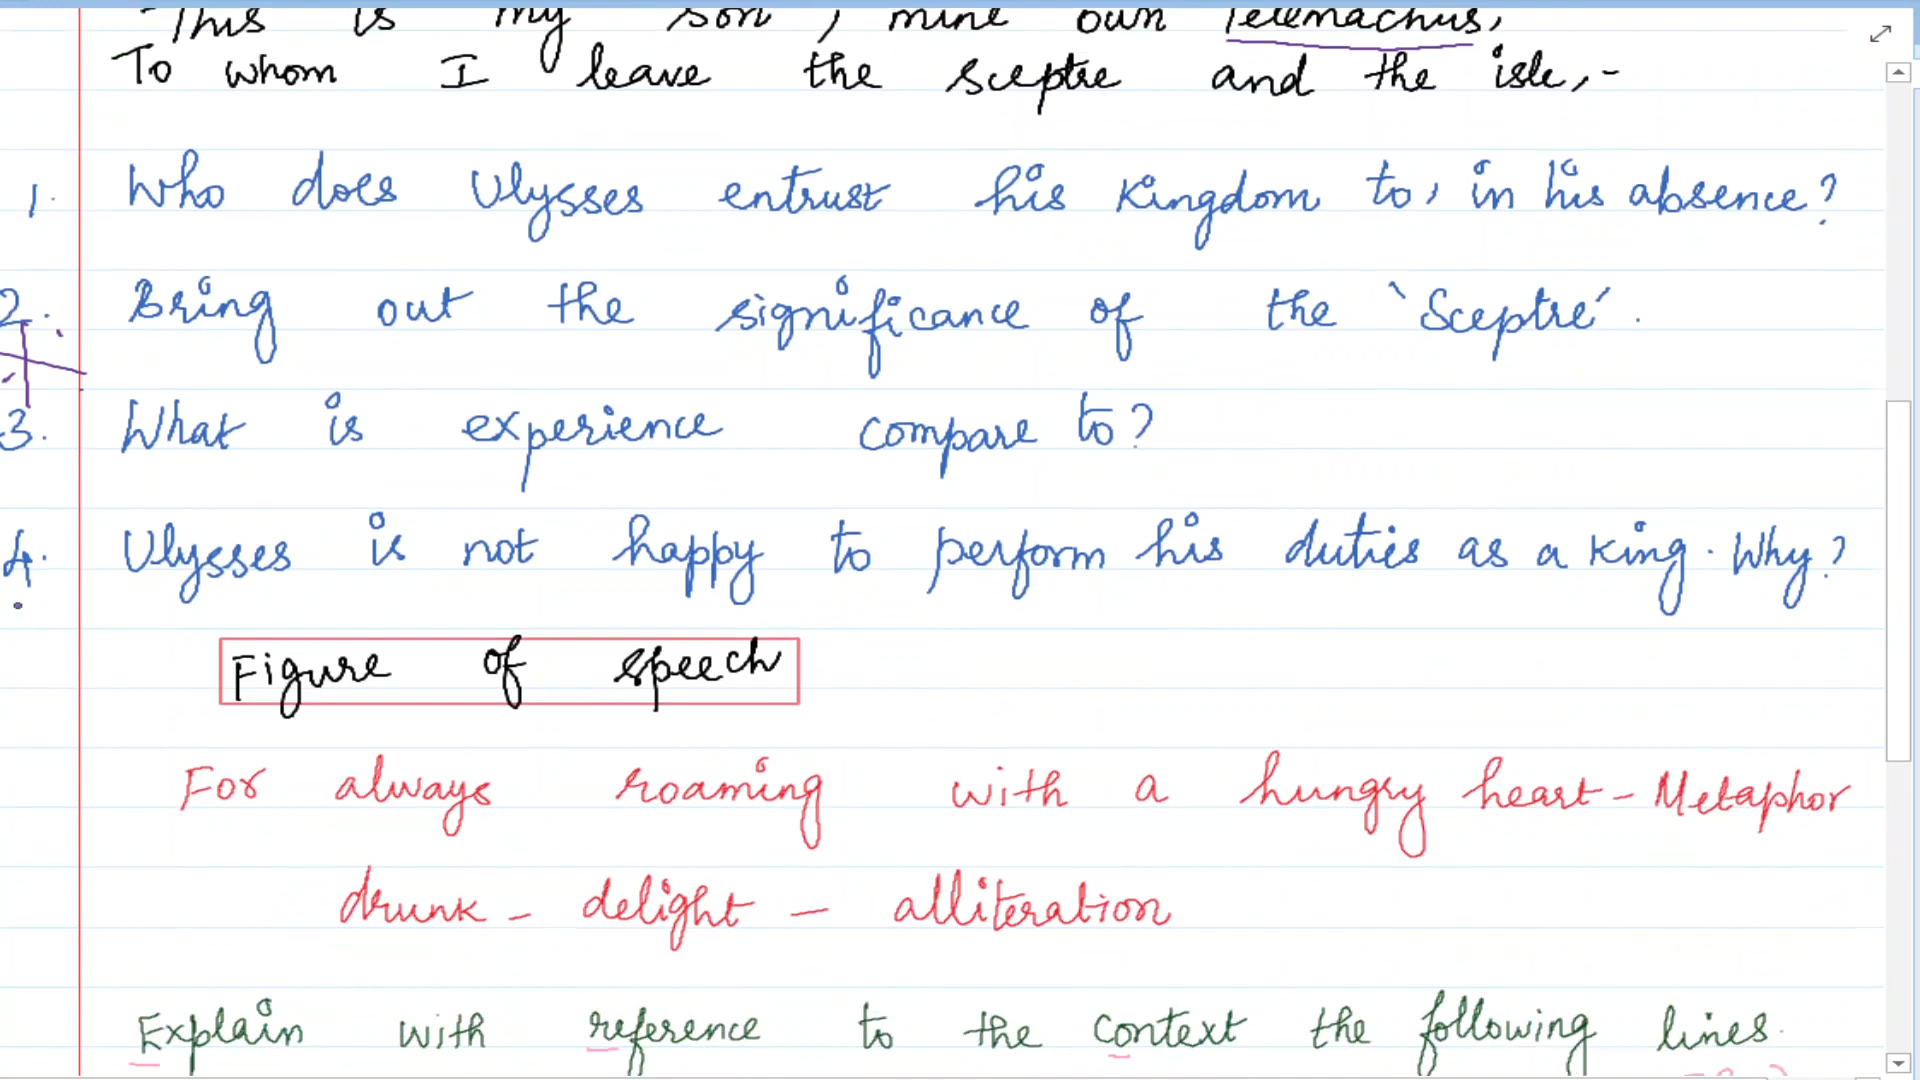 This is my son, mine own Telemachus,
To whom I leave the sceptre and the isle,-
1. Who does Ulysses entrust his Kingdom to, in his absence?
2. Bring out the significance of the 'Sceptre'.
3. What is experience compare to?
4. Ulysses is not happy to perform his duties as a King. Why?
Figure of speech
For always roaming with a hungry heart - Metaphor
drunk - delight - alliteration
Explain with reference to the context the following lines.